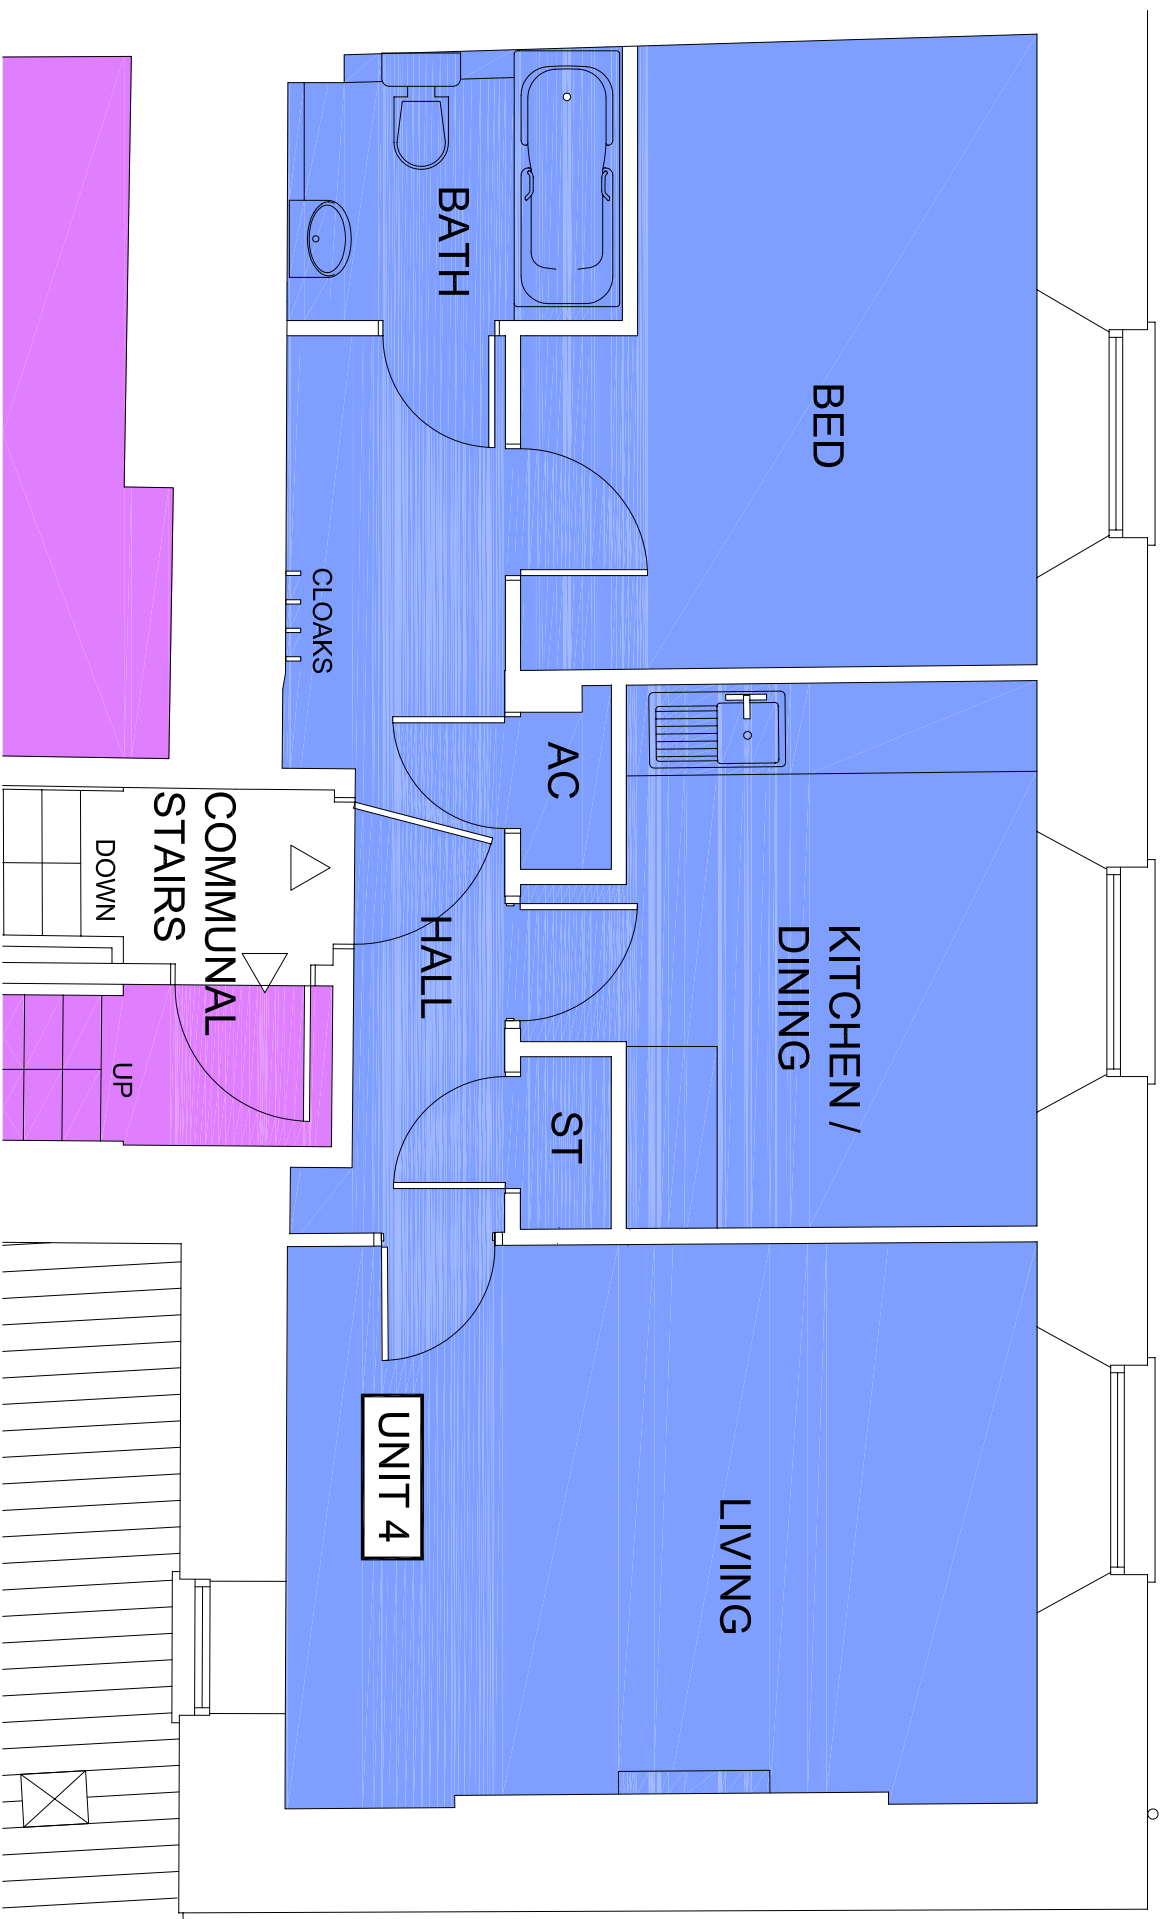 BATH
BED
CLOAKS
AC
COMMUNAL
STAIRS
DOWN
HALL
KITCHEN /
DINING
UP
ST
UNIT 4
LIVING